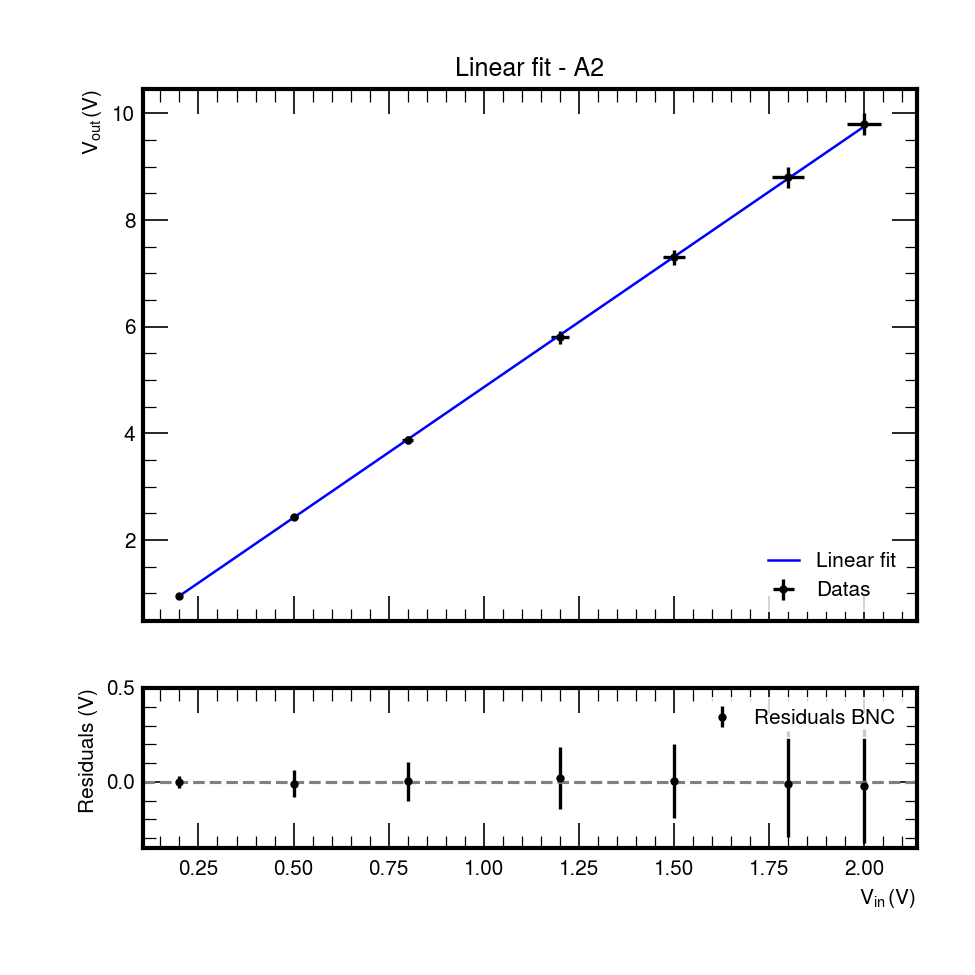 Linear fit - A2
V_out (V)
10
8
6
4
2
Linear fit
Datas
Residuals (V)
0.5
0.0
Residuals BNC
0.25 0.50 0.75 1.00 1.25 1.50 1.75 2.00
V_in (V)